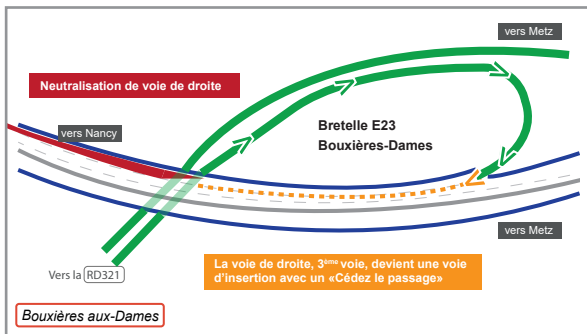 vers Metz
Neutralisation de voie de droite
Bretelle E23
Bouxières-Dames
vers Nancy
vers Metz
La voie de droite, 3ème voie, devient une voie
d'insertion avec un «Cédez le passage»
Vers la RD321
Bouxières aux-Dames